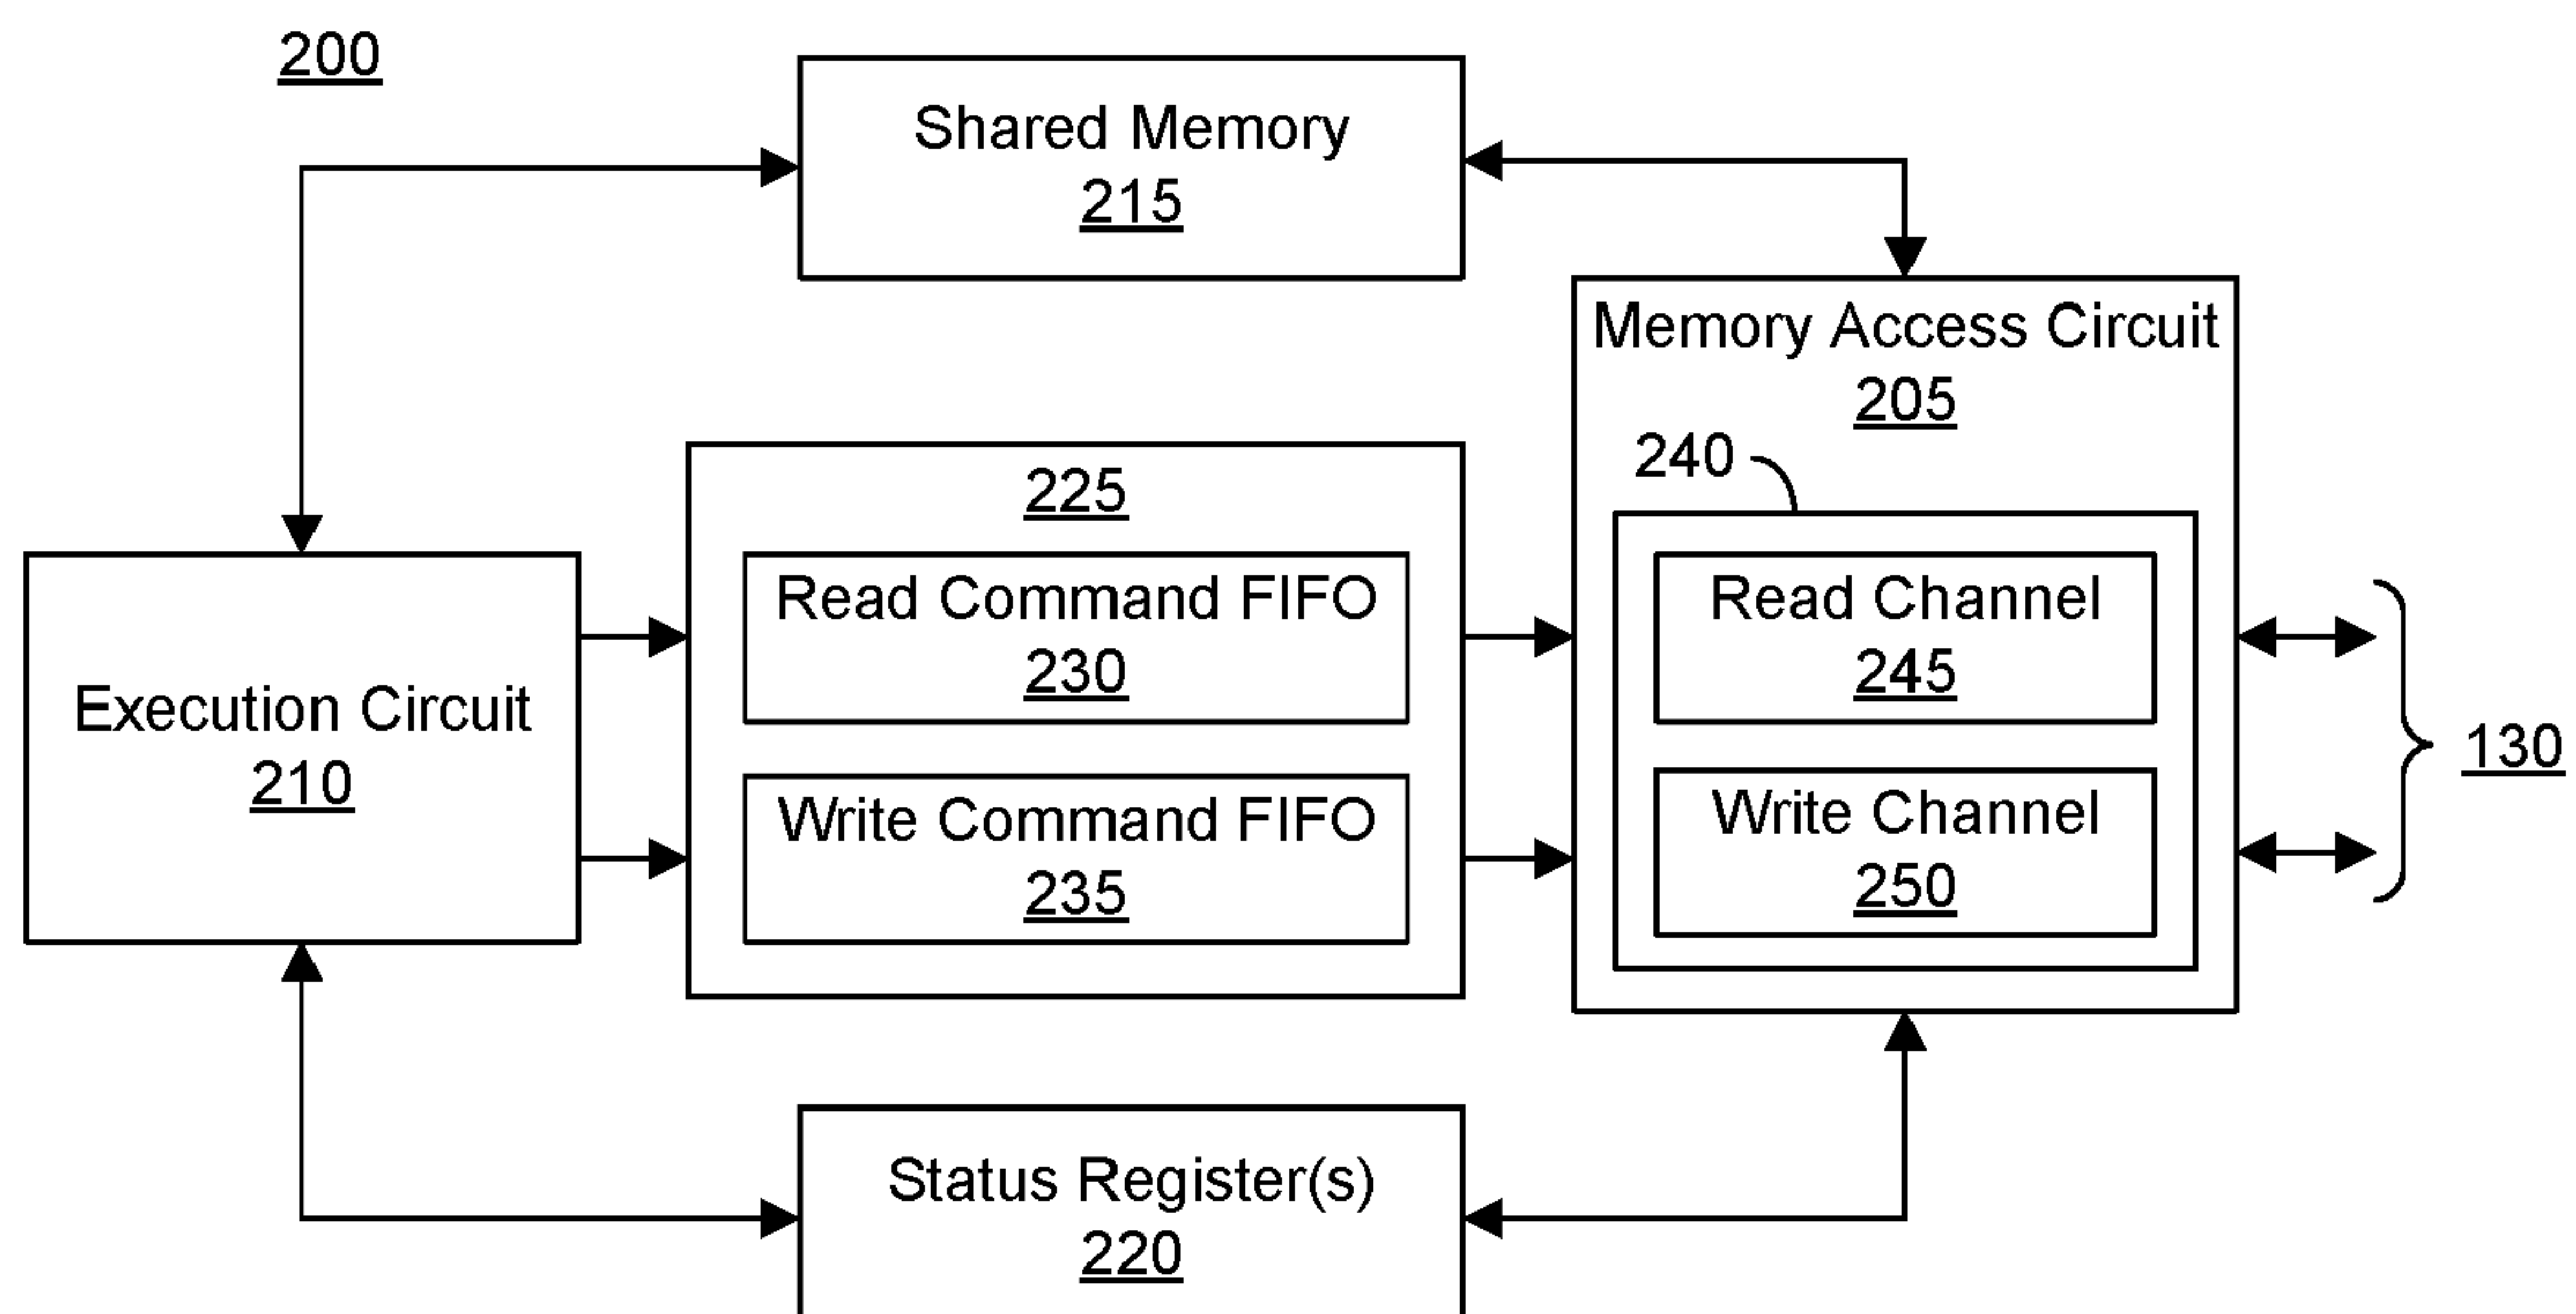 200
Shared Memory
215
Memory Access Circuit
205
240
225
Read Command FIFO
230
Read Channel
245
Execution Circuit
210
130
Write Command FIFO
235
Write Channel
250
Status Register(s)
220